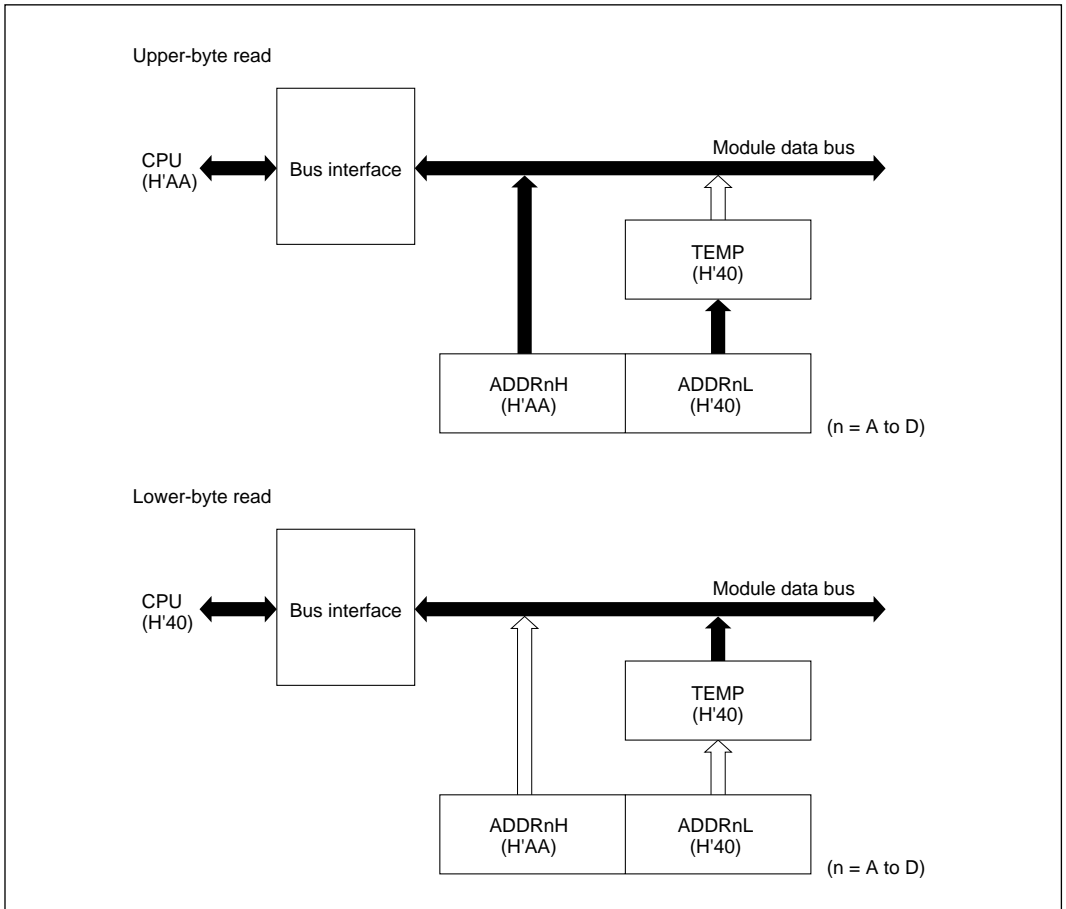 Upper-byte read
CPU
(H'AA)
Bus interface
Module data bus
TEMP
(H'40)
ADDRnH
(H'AA)
ADDRnL
(H'40)
(n = A to D)
Lower-byte read
CPU
(H'40)
Bus interface
Module data bus
TEMP
(H'40)
ADDRnH
(H'AA)
ADDRnL
(H'40)
(n = A to D)